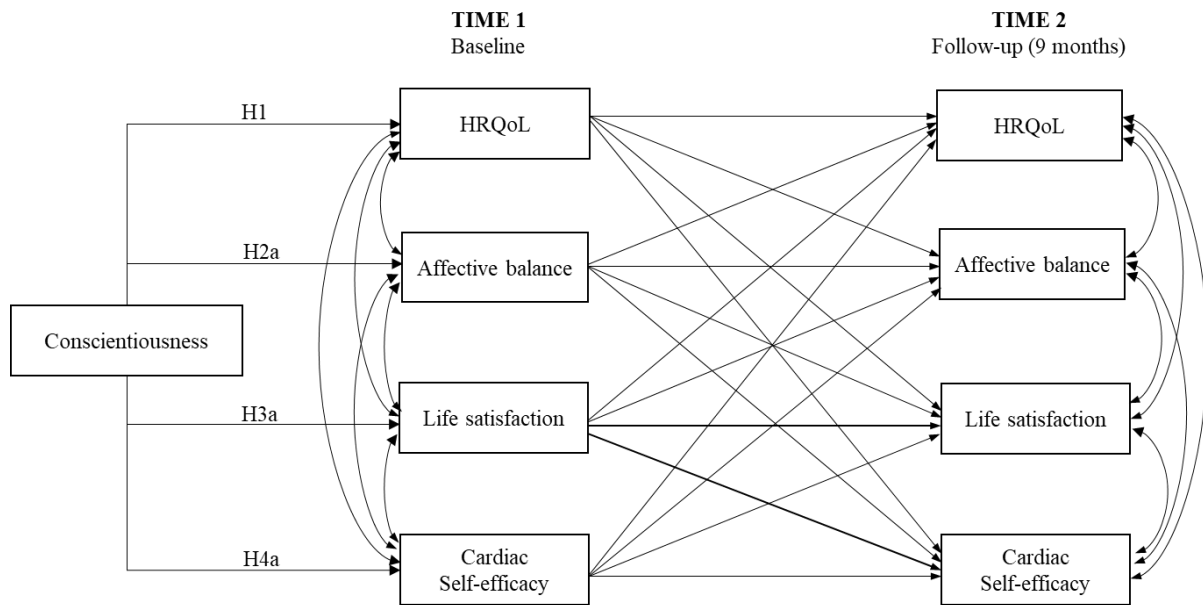 TIME 1
Baseline
TIME 2
Follow-up (9 months)
H1
HRQoL
HRQoL
H2a
Affective balance
Affective balance
Conscientiousness
H3a
Life satisfaction
Life satisfaction
H4a
Cardiac
Self-efficacy
Cardiac
Self-efficacy